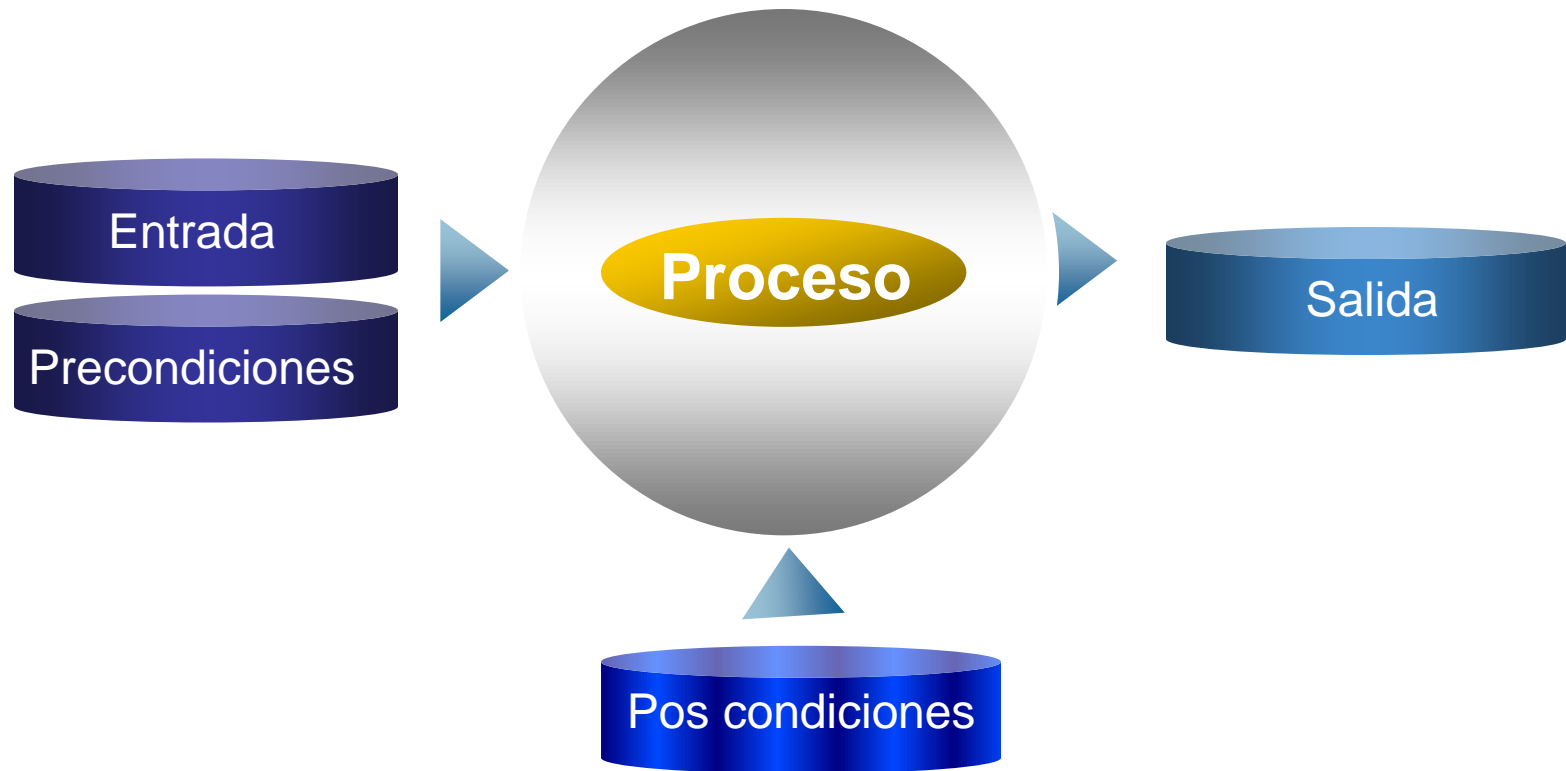 Entrada
Precondiciones
Proceso
Salida
Pos condiciones